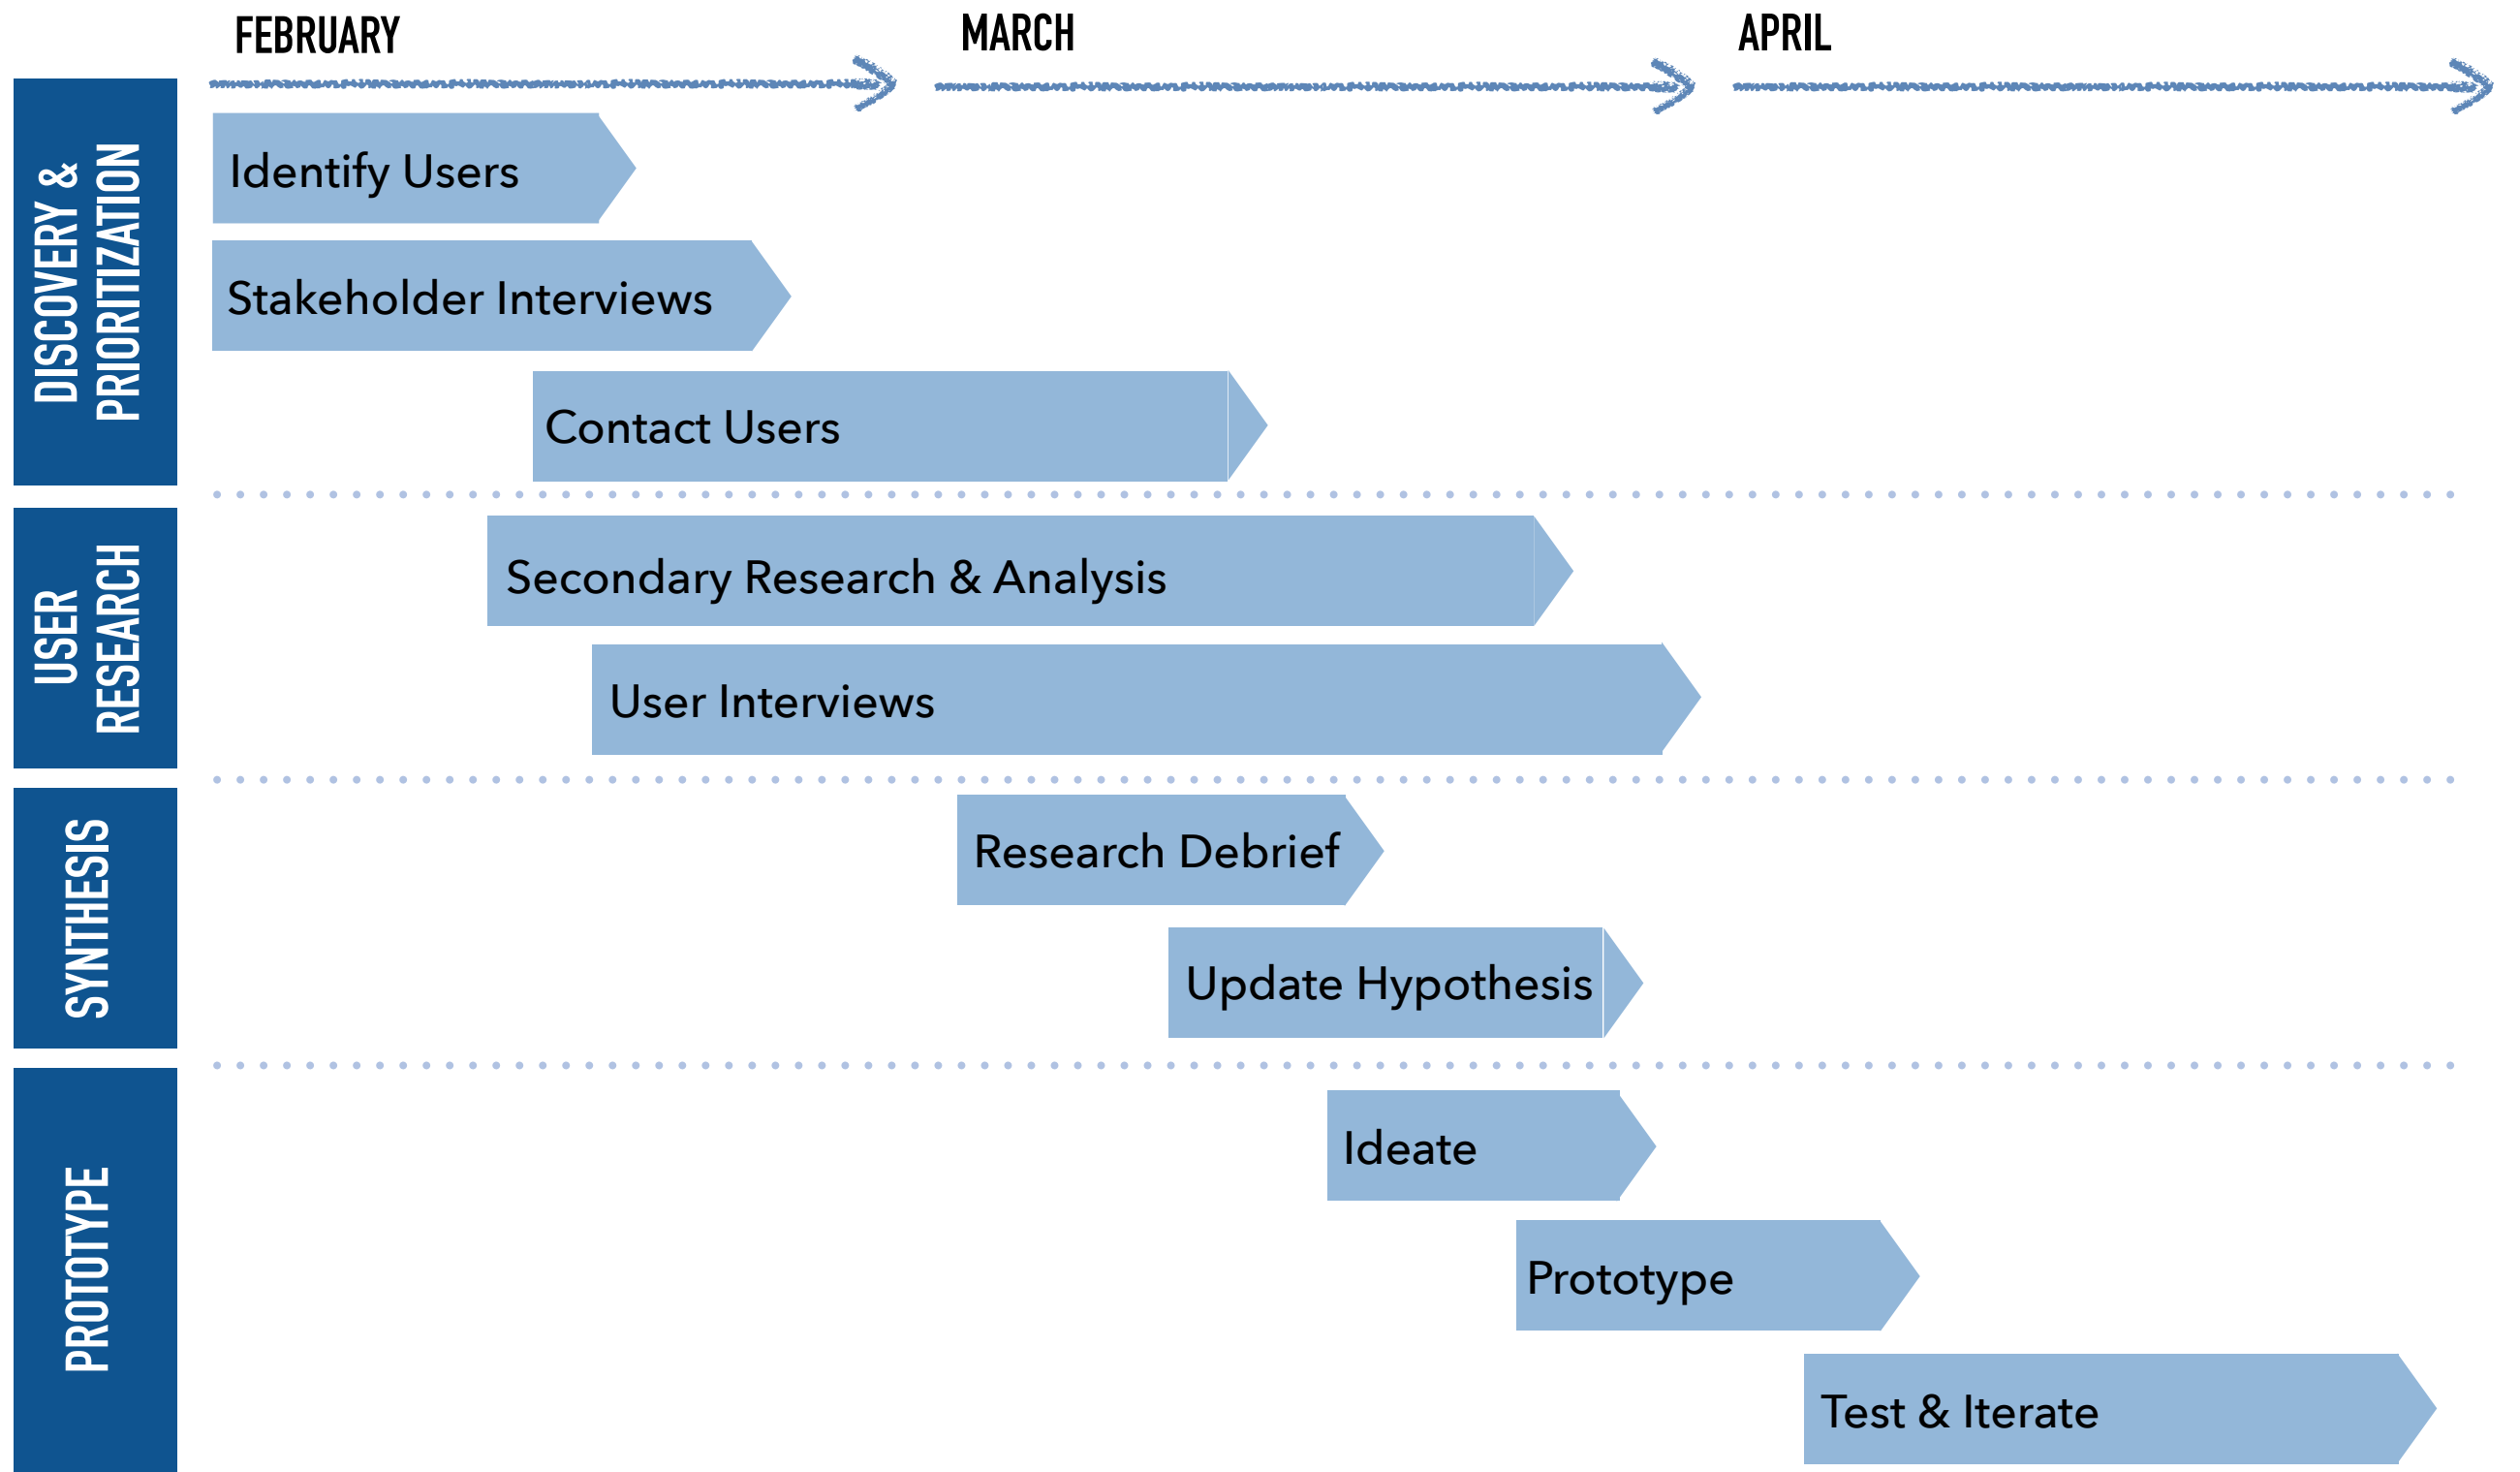 FEBRUARY
MARCH
APRIL
DISCOVERY &
PRIORITIZATION
Identify Users
Stakeholder Interviews
Contact Users
USER
RESEARCH
Secondary Research & Analysis
User Interviews
SYNTHESIS
Research Debrief
Update Hypothesis
PROTOTYPE
Ideate
Prototype
Test & Iterate